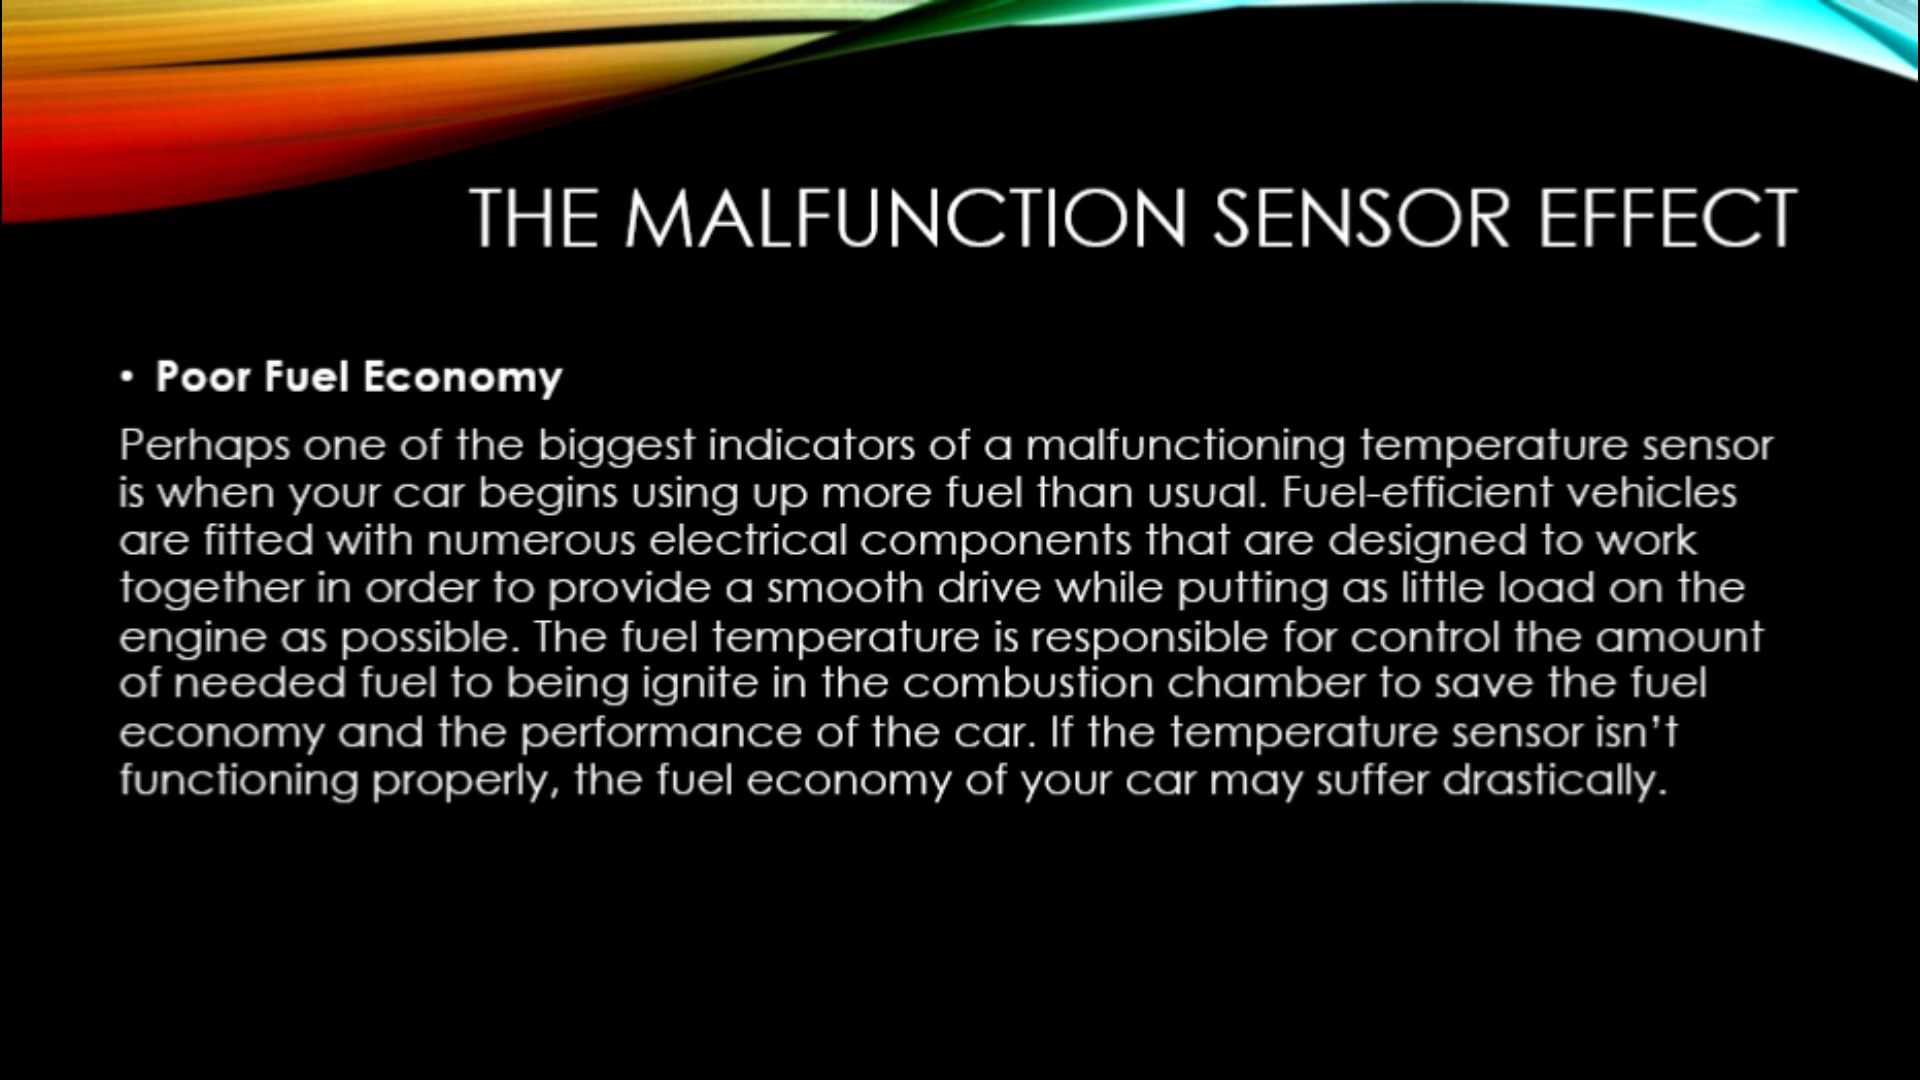 THE MALFUNCTION SENSOR EFFECT
• Poor Fuel Economy
Perhaps one of the biggest indicators of a malfunctioning temperature sensor
is when your car begins using up more fuel than usual. Fuel-efficient vehicles
are fitted with numerous electrical components that are designed to work
together in order to provide a smooth drive while putting as little load on the
engine as possible. The fuel temperature is responsible for control the amount
of needed fuel to being ignite in the combustion chamber to save the fuel
economy and the performance of the car. If the temperature sensor isn’t
functioning properly, the fuel economy of your car may suffer drastically.